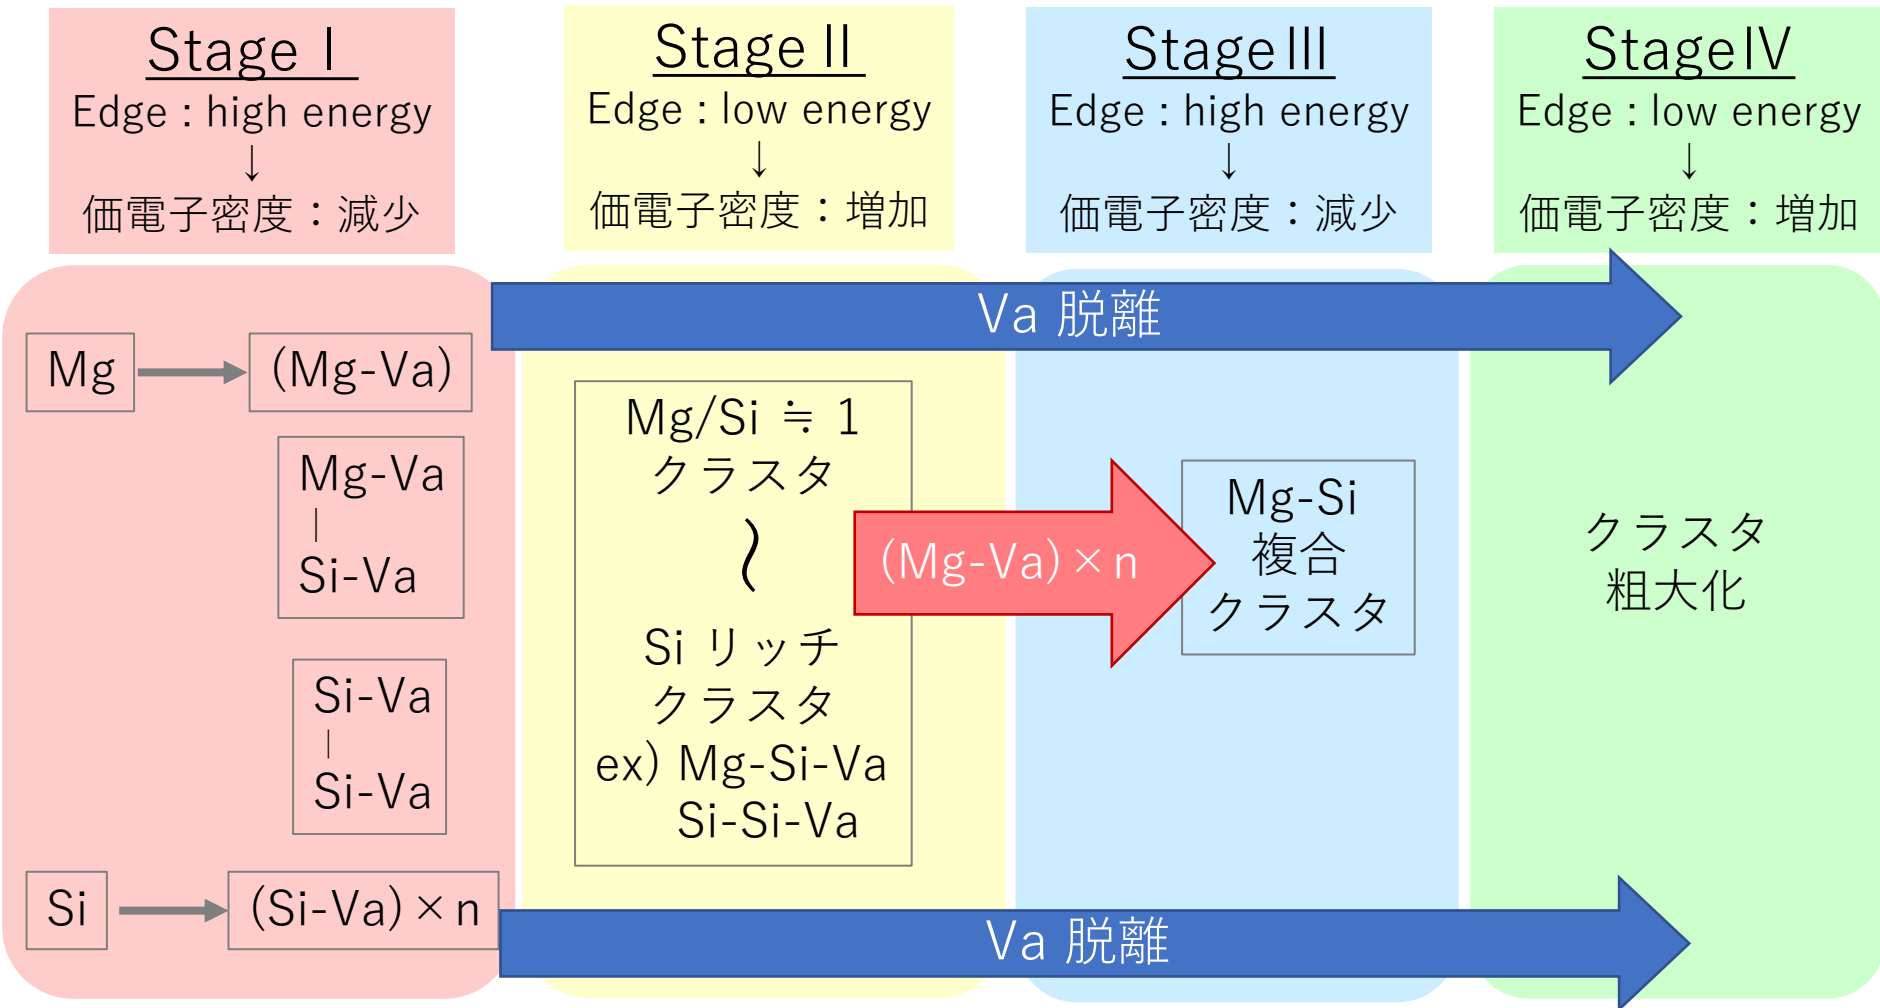 Stage Ⅰ
Edge : high energy
↓
価電子密度：減少
Stage Ⅱ
Edge : low energy
↓
価電子密度：増加
Stage Ⅲ
Edge : high energy
↓
価電子密度：減少
Stage Ⅳ
Edge : low energy
↓
価電子密度：増加
Va 脱離
Mg
(Mg-Va)
Mg-Va
|
Si-Va
Si-Va
|
Si-Va
Si
(Si-Va)×n
Mg/Si ≒ 1
クラスタ
～
Si リッチ
クラスタ
ex) Mg-Si-Va
Si-Si-Va
(Mg-Va)×n
Mg-Si
複合
クラスタ
クラスタ
粗大化
Va 脱離